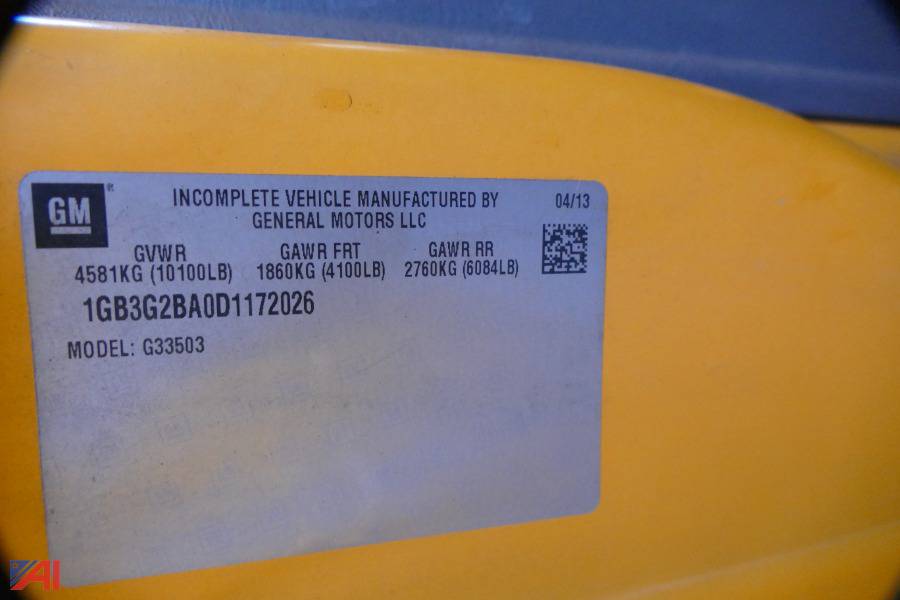 GM
®
INCOMPLETE VEHICLE MANUFACTURED BY
GENERAL MOTORS LLC
04/13
GVWR GAWR FRT GAWR RR
4581KG (10100LB) 1860KG (4100LB) 2760KG (6084LB)
1GB3G2BA0D1172026
MODEL: G33503
AI